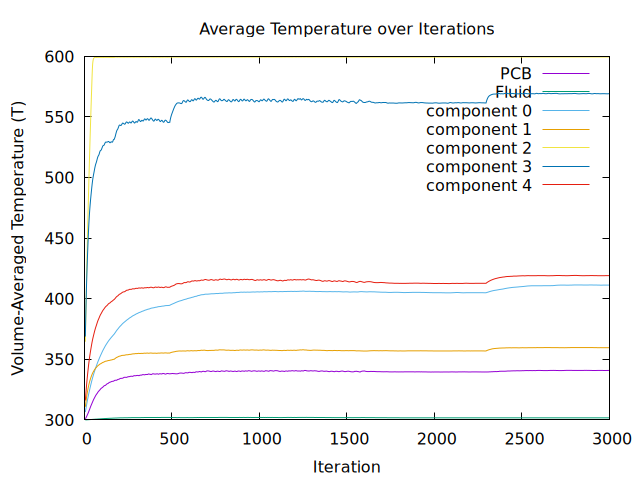 Average Temperature over Iterations
Volume-Averaged Temperature (T)
600
550
500
450
400
350
300
PCB
Fluid
component 0
component 1
component 2
component 3
component 4
0
500
1000
1500
2000
2500
3000
Iteration